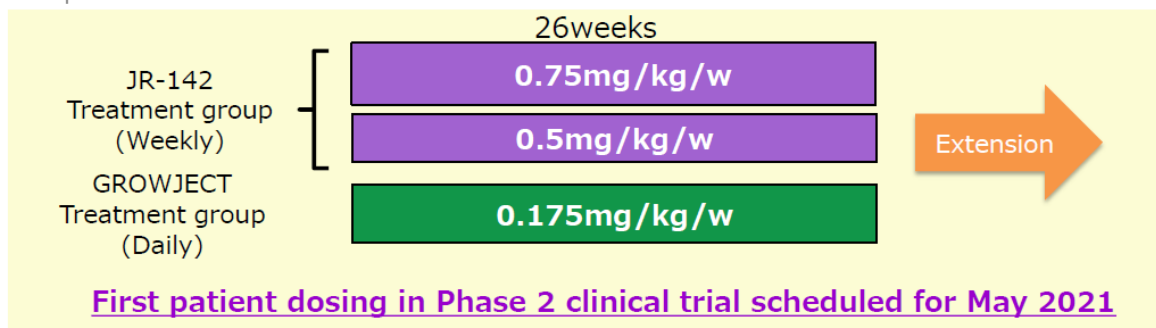 26weeks
JR-142
Treatment group
(Weekly)
0.75mg/kg/w
0.5mg/kg/w
GROWJECT
Treatment group
(Daily)
0.175mg/kg/w
Extension
First patient dosing in Phase 2 clinical trial scheduled for May 2021